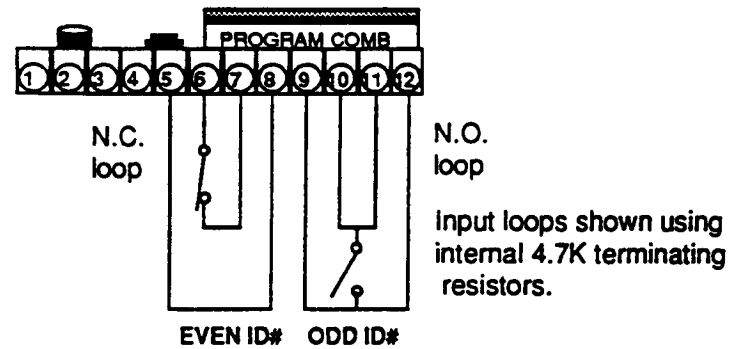 PROGRAM COMB
1 2 3 4 5 6 7 8 9 10 11 12
N.C.
loop
N.O.
loop
Input loops shown using
internal 4.7K terminating
resistors.
EVEN ID# ODD ID#